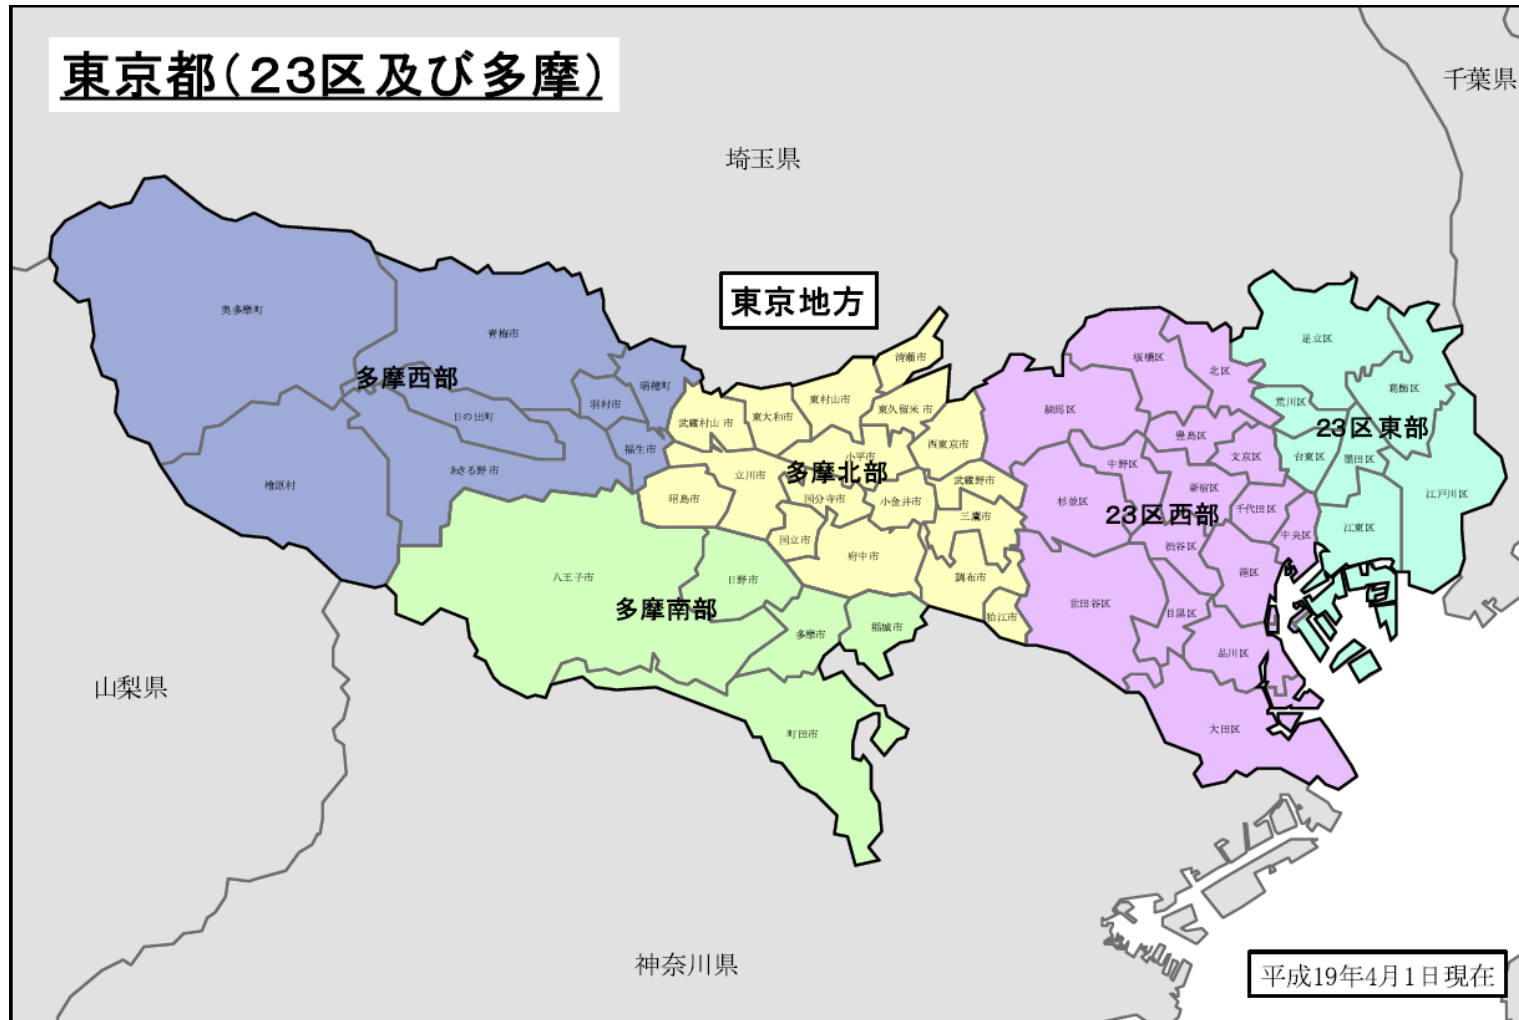 東京都（23区及び多摩）
千葉県
埼玉県
東京地方
奥多摩町
青梅市
多摩西部
瑞穂町
羽村市
日の出町
福生市
あきる野市
檜原村
清瀬市
東村山市
東久留米市
東大和市
武蔵村山市
西東京市
小平市
多摩北部
立川市
武蔵野市
昭島市
国分寺市
小金井市
三鷹市
国立市
府中市
調布市
狛江市
八王子市
日野市
多摩南部
多摩市
稲城市
町田市
板橋区
北区
練馬区
豊島区
中野区
文京区
杉並区
新宿区
23区西部
千代田区
渋谷区
中央区
港区
世田谷区
目黒区
品川区
大田区
足立区
葛飾区
荒川区
23区東部
台東区
墨田区
江戸川区
江東区
山梨県
神奈川県
平成19年4月1日現在